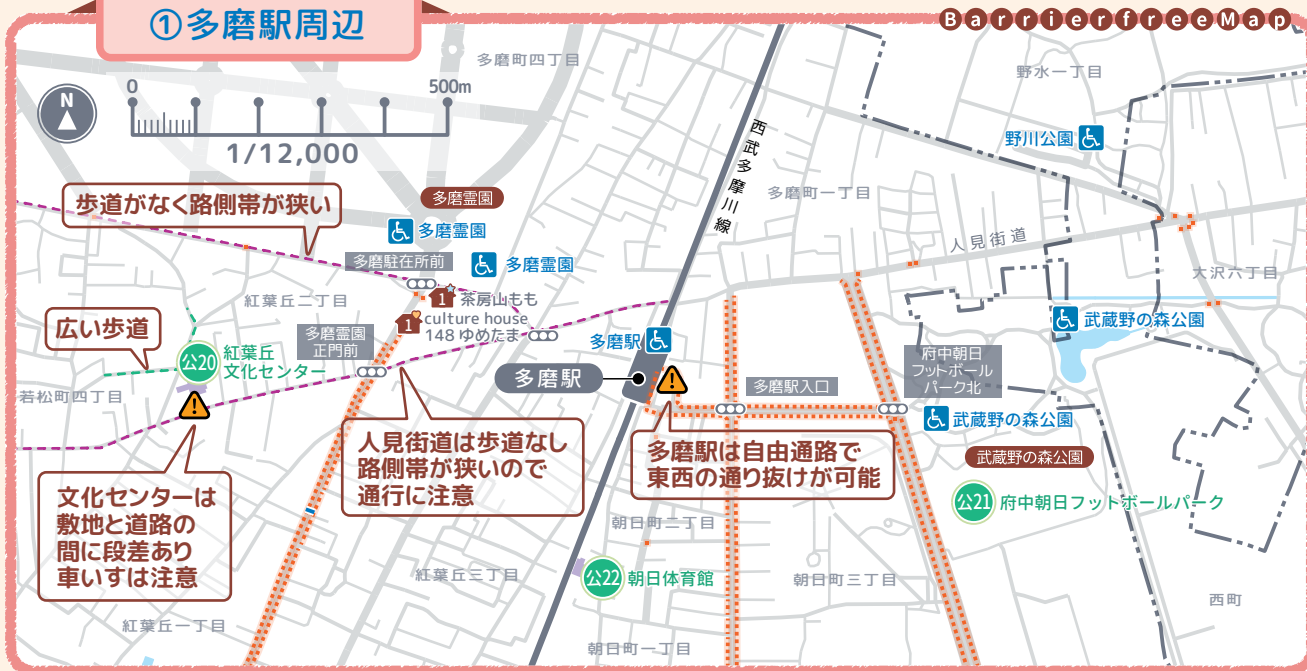 ①多磨駅周辺
BarrierfreeMap
N
0
500m
1/12,000
多磨町四丁目
野水一丁目
野川公園
西武多摩川線
多磨町一丁目
人見街道
大沢六丁目
歩道がなく路側帯が狭い
多磨霊園
多磨霊園
多磨駐在所前
多磨霊園
紅葉丘二丁目
1
茶房山もも
1
culture house
148 ゆめたま
広い歩道
多磨霊園
正門前
公20
紅葉丘
文化センター
若松町四丁目
多磨駅
多磨駅
武蔵野の森公園
府中朝日
フットボール
パーク北
多磨駅入口
武蔵野の森公園
武蔵野の森公園
人見街道は歩道なし
路側帯が狭いので
通行に注意
多磨駅は自由通路で
東西の通り抜けが可能
文化センターは
敷地と道路の
間に段差あり
車いすは注意
公21
府中朝日フットボールパーク
朝日町二丁目
紅葉丘三丁目
公22
朝日体育館
朝日町三丁目
西町
紅葉丘一丁目
朝日町一丁目